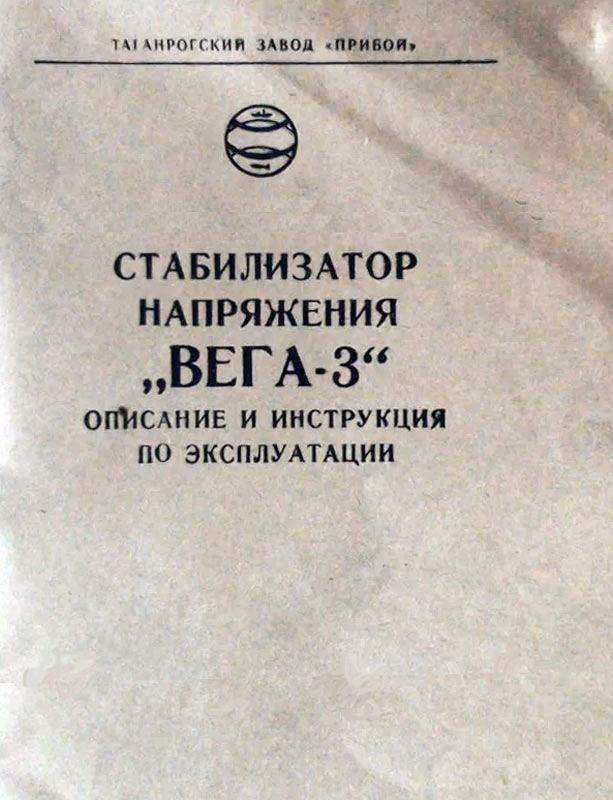 ТАГАНРОГСКИЙ ЗАВОД «ПРИБОЙ»
СТАБИЛИЗАТОР
НАПРЯЖЕНИЯ
„ВЕГА-3“
ОПИСАНИЕ И ИНСТРУКЦИЯ
ПО ЭКСПЛУАТАЦИИ